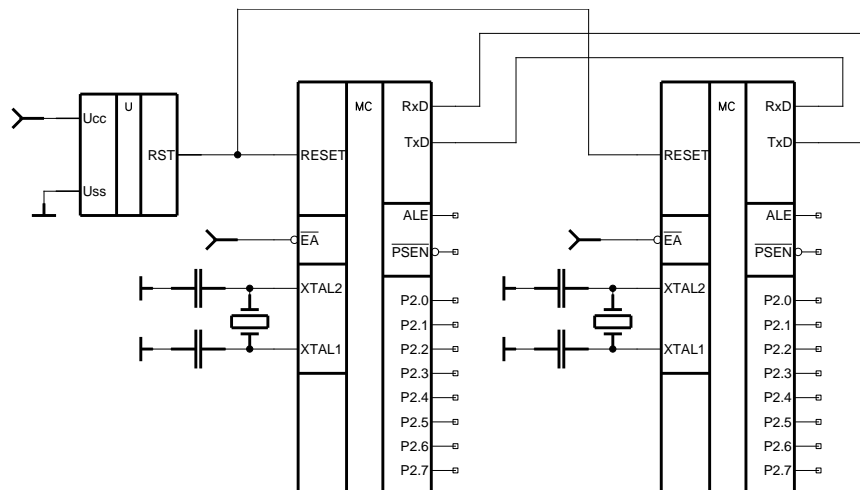 U
Ucc
RST
Uss
MC
RxD
TxD
RESET
ALE
EA
PSEN
XTAL2
XTAL1
P2.0
P2.1
P2.2
P2.3
P2.4
P2.5
P2.6
P2.7
MC
RxD
TxD
RESET
ALE
EA
PSEN
XTAL2
XTAL1
P2.0
P2.1
P2.2
P2.3
P2.4
P2.5
P2.6
P2.7